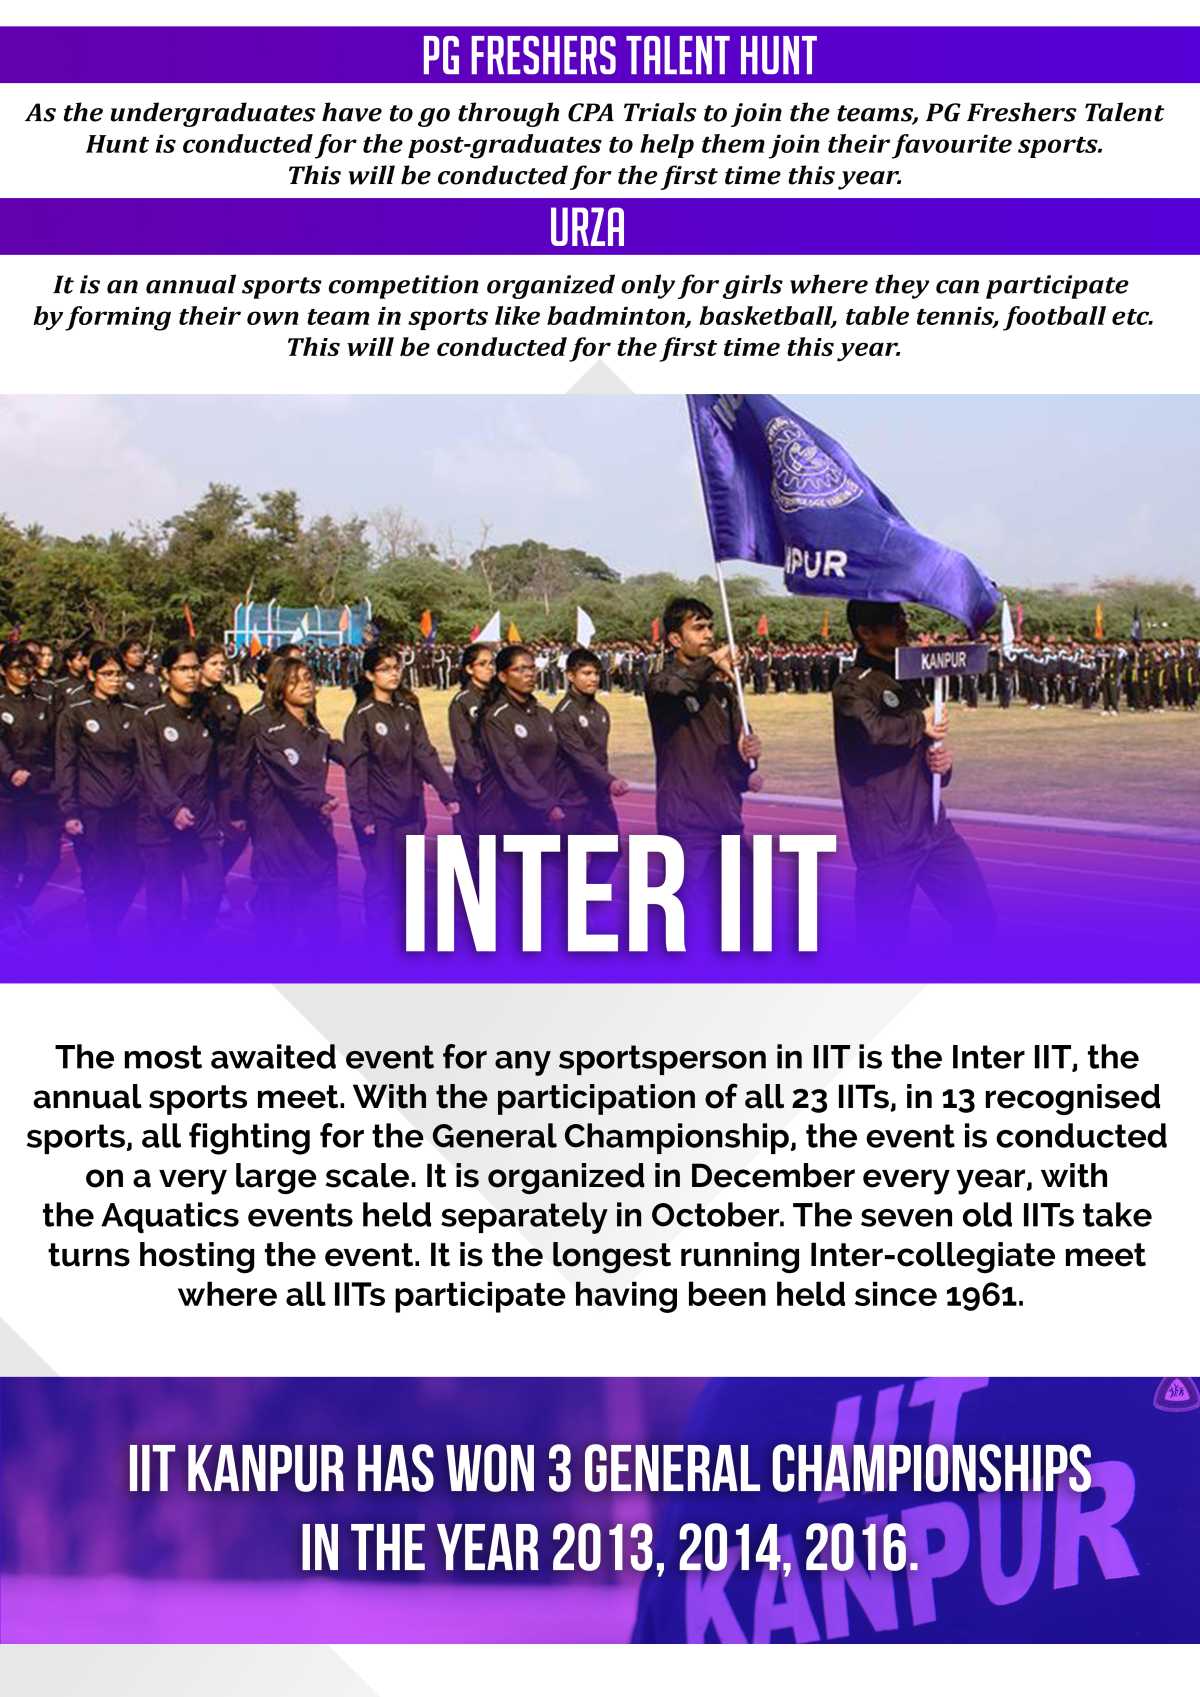 PG FRESHERS TALENT HUNT
As the undergraduates have to go through CPA Trials to join the teams, PG Freshers Talent
Hunt is conducted for the post-graduates to help them join their favourite sports.
This will be conducted for the first time this year.
URZA
It is an annual sports competition organized only for girls where they can participate
by forming their own team in sports like badminton, basketball, table tennis, football etc.
This will be conducted for the first time this year.
NPUR
KANPUR
INTER IIT
The most awaited event for any sportsperson in IIT is the Inter IIT, the
annual sports meet. With the participation of all 23 IITs, in 13 recognised
sports, all fighting for the General Championship, the event is conducted
on a very large scale. It is organized in December every year, with
the Aquatics events held separately in October. The seven old IITs take
turns hosting the event. It is the longest running Inter-collegiate meet
where all IITs participate having been held since 1961.
IIT
KANPUR
IIT KANPUR HAS WON 3 GENERAL CHAMPIONSHIPS
IN THE YEAR 2013, 2014, 2016.